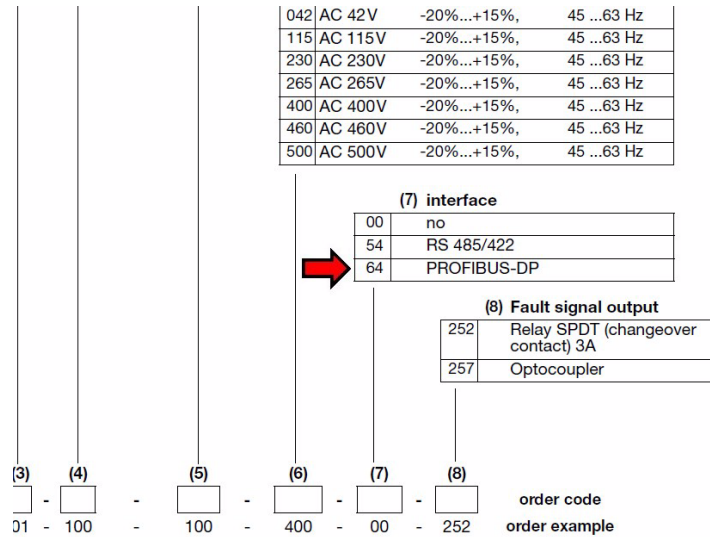 042 AC 42V -20%...+15%, 45 ...63 Hz
115 AC 115V -20%...+15%, 45 ...63 Hz
230 AC 230V -20%...+15%, 45 ...63 Hz
265 AC 265V -20%...+15%, 45 ...63 Hz
400 AC 400V -20%...+15%, 45 ...63 Hz
460 AC 460V -20%...+15%, 45 ...63 Hz
500 AC 500V -20%...+15%, 45 ...63 Hz
(7) interface
00 no
54 RS 485/422
64 PROFIBUS-DP
(8) Fault signal output
252 Relay SPDT (changeover
contact) 3A
257 Optocoupler
(3) (4) (5) (6) (7) (8)
- - - - - order code
01 - 100 - 100 - 400 - 00 - 252 order example